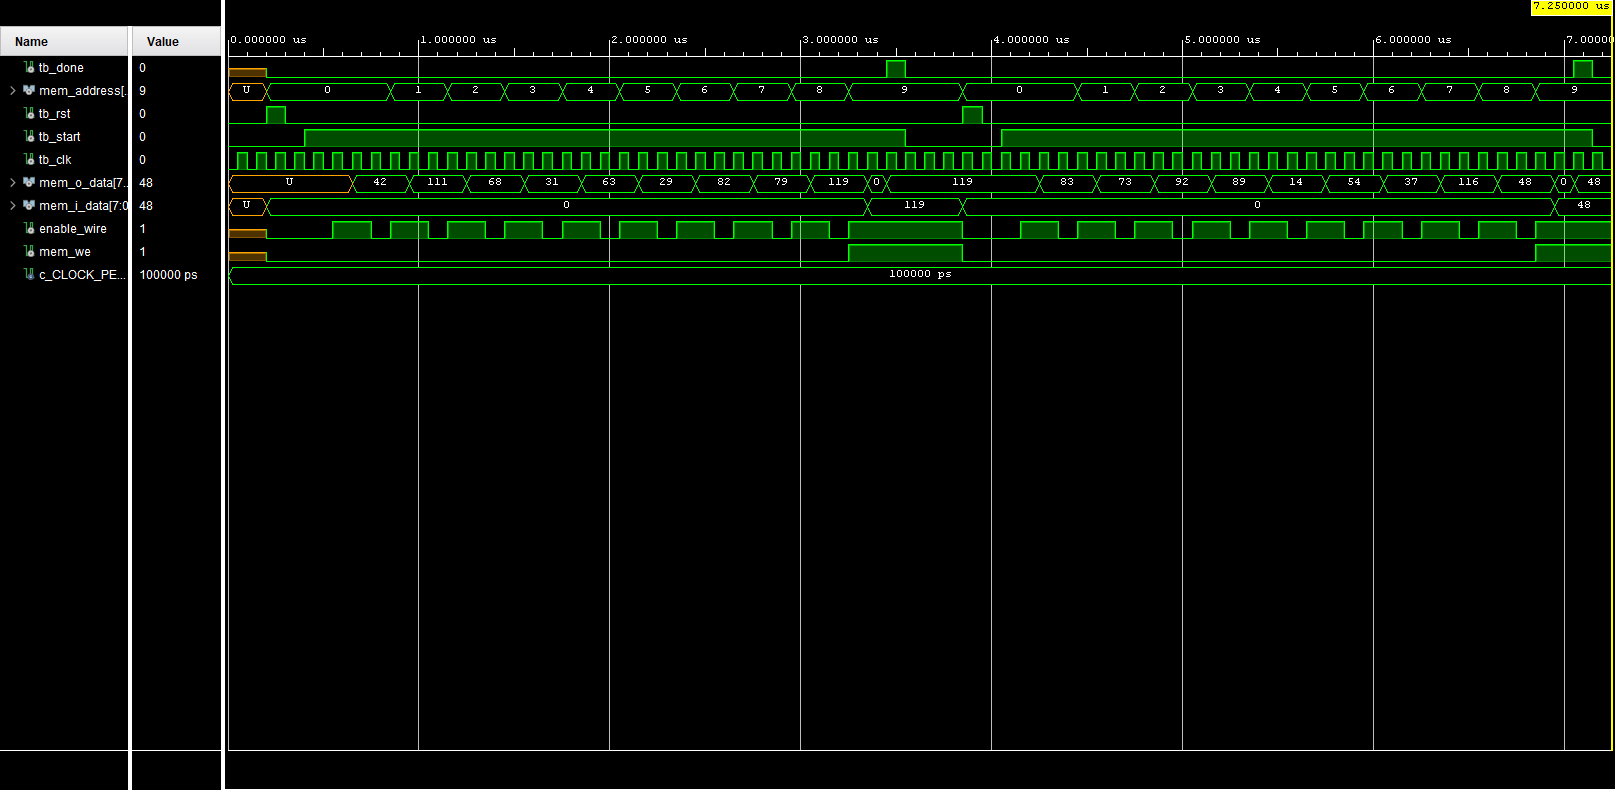 7.250000 us
Name Value
0.000000 us 1.000000 us 2.000000 us 3.000000 us 4.000000 us 5.000000 us 6.000000 us 7.00000
tb_done 0
mem_address[... 9 U 0 1 2 3 4 5 6 7 8 9 0 1 2 3 4 5 6 7 8 9
tb_rst 0
tb_start 0
tb_clk 0
mem_o_data[7... 48 U 42 111 68 31 63 29 82 79 119 0 119 83 73 92 89 14 54 37 116 48 0 48
mem_i_data[7:0 48 U 0 119 0 48
enable_wire 1
mem_we 1
c_CLOCK_PE... 100000 ps 100000 ps